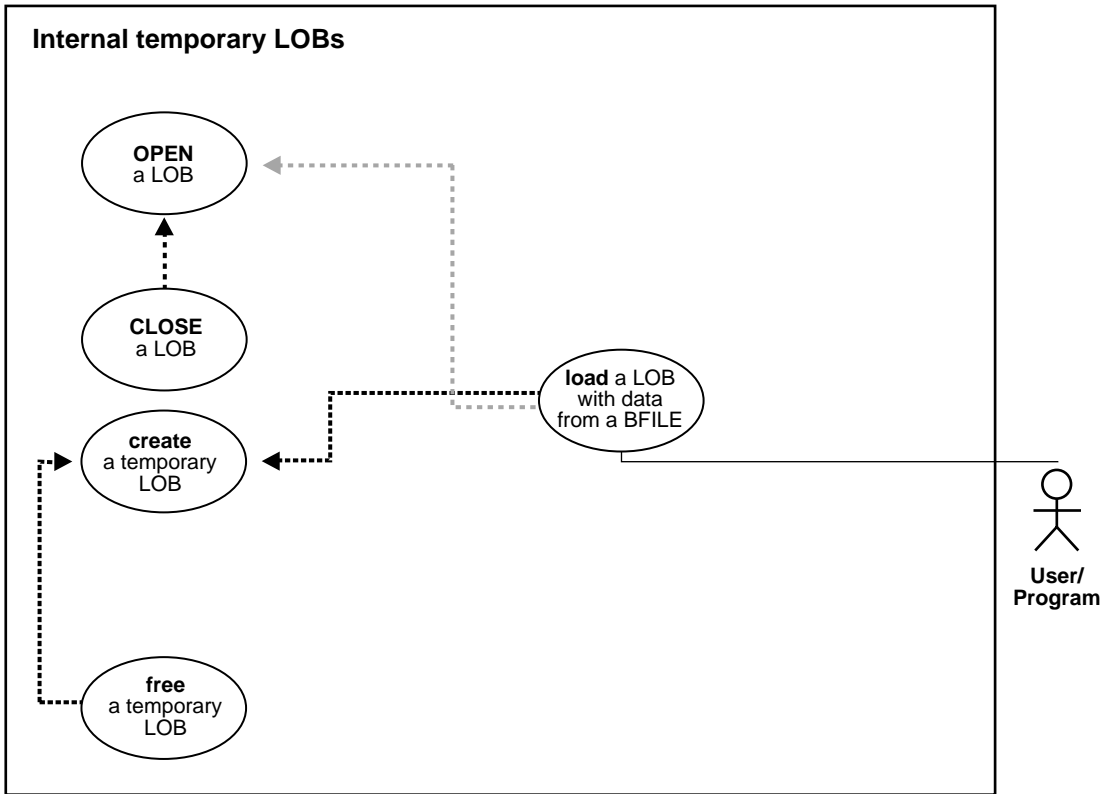 Internal temporary LOBs
OPEN
a LOB
CLOSE
a LOB
load a LOB
with data
from a BFILE
create
a temporary
LOB
User/
Program
free
a temporary
LOB